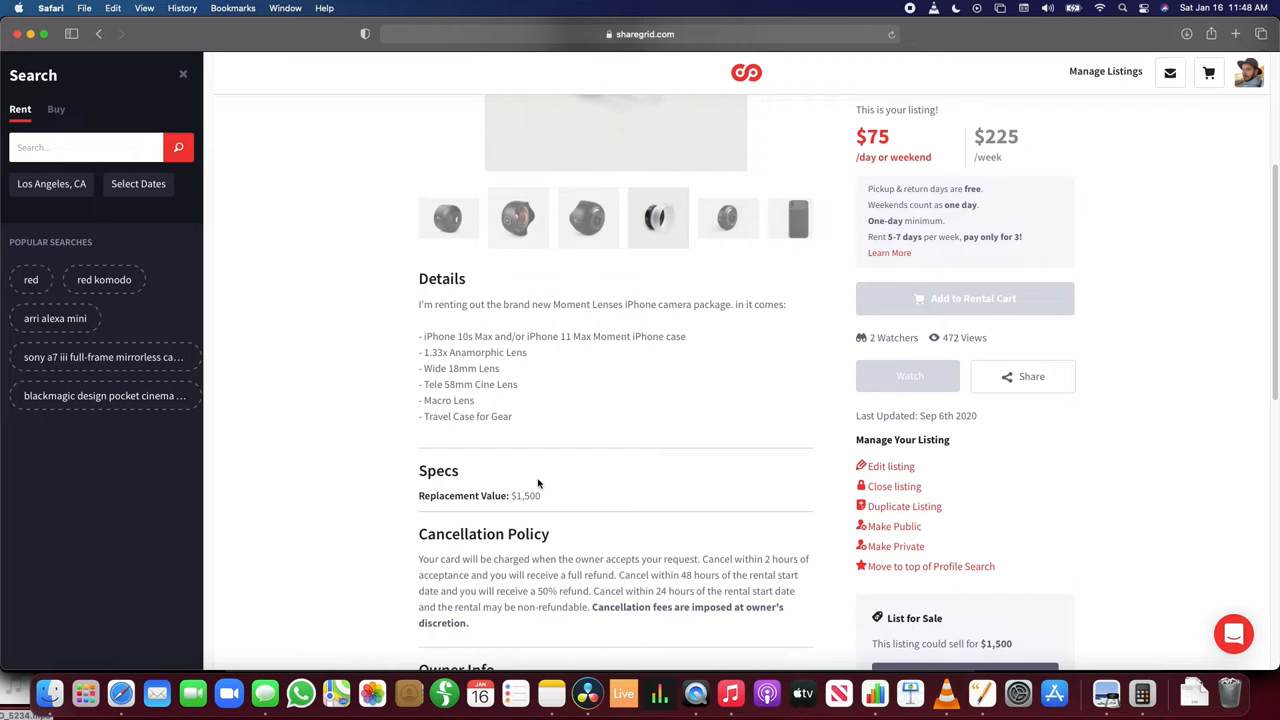 Safari File Edit View History Bookmarks Window Help Sat Jan 16 11:48 AM
sharegrid.com
Search
Rent Buy
Search...
Los Angeles, CA Select Dates
POPULAR SEARCHES
red red komodo
arri alexa mini
sony a7 iii full-frame mirrorless ca...
blackmagic design pocket cinema ...
Manage Listings
This is your listing!
$75 $225
/day or weekend /week
Pickup & return days are free.
Weekends count as one day.
One-day minimum.
Rent 5-7 days per week, pay only for 3!
Learn More
Add to Rental Cart
2 Watchers 472 Views
Watch Share
Last Updated: Sep 6th 2020
Manage Your Listing
Edit listing
Close listing
Duplicate Listing
Make Public
Make Private
Move to top of Profile Search
List for Sale
This listing could sell for $1,500
Details
I'm renting out the brand new Moment Lenses iPhone camera package. in it comes:
- iPhone 10s Max and/or iPhone 11 Max Moment iPhone case
- 1.33x Anamorphic Lens
- Wide 18mm Lens
- Tele 58mm Cine Lens
- Macro Lens
- Travel Case for Gear
Specs
Replacement Value: $1,500
Cancellation Policy
Your card will be charged when the owner accepts your request. Cancel within 2 hours of
acceptance and you will receive a full refund. Cancel within 48 hours of the rental start
date and you will receive a 50% refund. Cancel within 24 hours of the rental start date
and the rental may be non-refundable. Cancellation fees are imposed at owner's
discretion.
Owner Info
JAN
16
Live